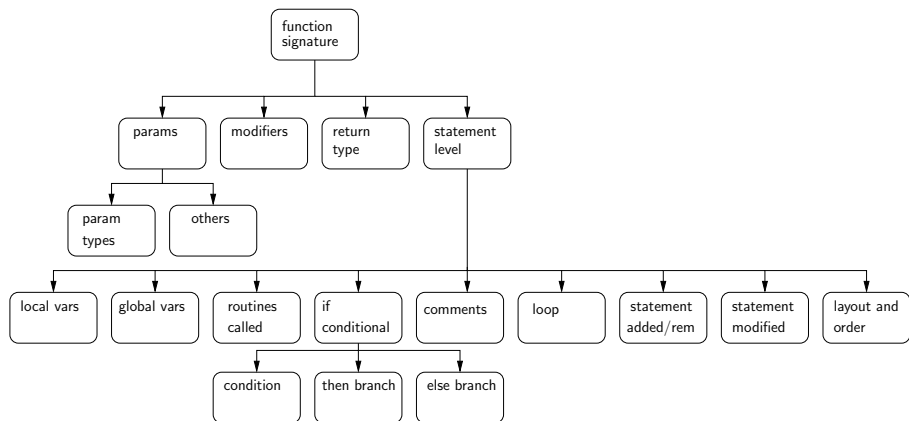 function
signature
params
modifiers
return
type
statement
level
param
types
others
local vars
global vars
routines
called
if
conditional
comments
loop
statement
added/rem
statement
modified
layout and
order
condition
then branch
else branch